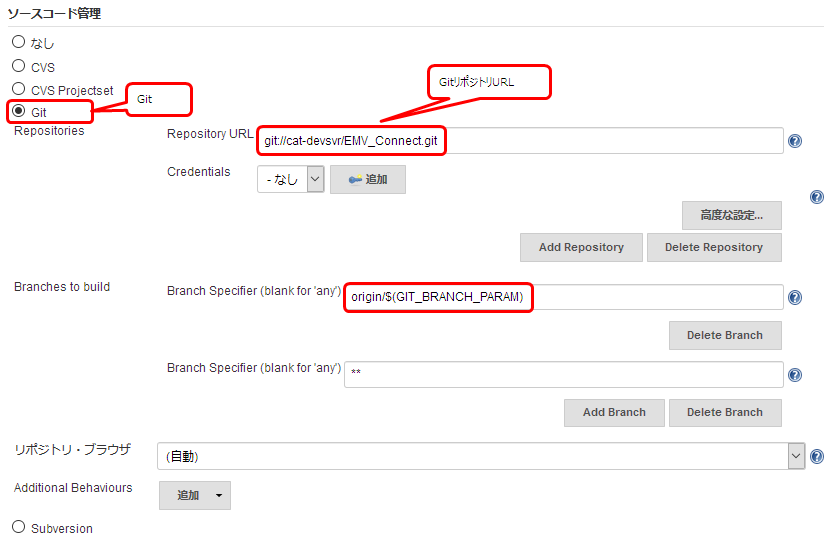 ソースコード管理
なし
CVS
CVS Projectset
Git
Git
GitリポジトリURL
Repositories
Repository URL
git://cat-devsvr/EMV_Connect.git
Credentials
- なし
追加
高度な設定...
Add Repository
Delete Repository
Branches to build
Branch Specifier (blank for 'any')
origin/$(GIT_BRANCH_PARAM)
Delete Branch
Branch Specifier (blank for 'any')
**
Add Branch
Delete Branch
リポジトリ・ブラウザ
(自動)
Additional Behaviours
追加
Subversion